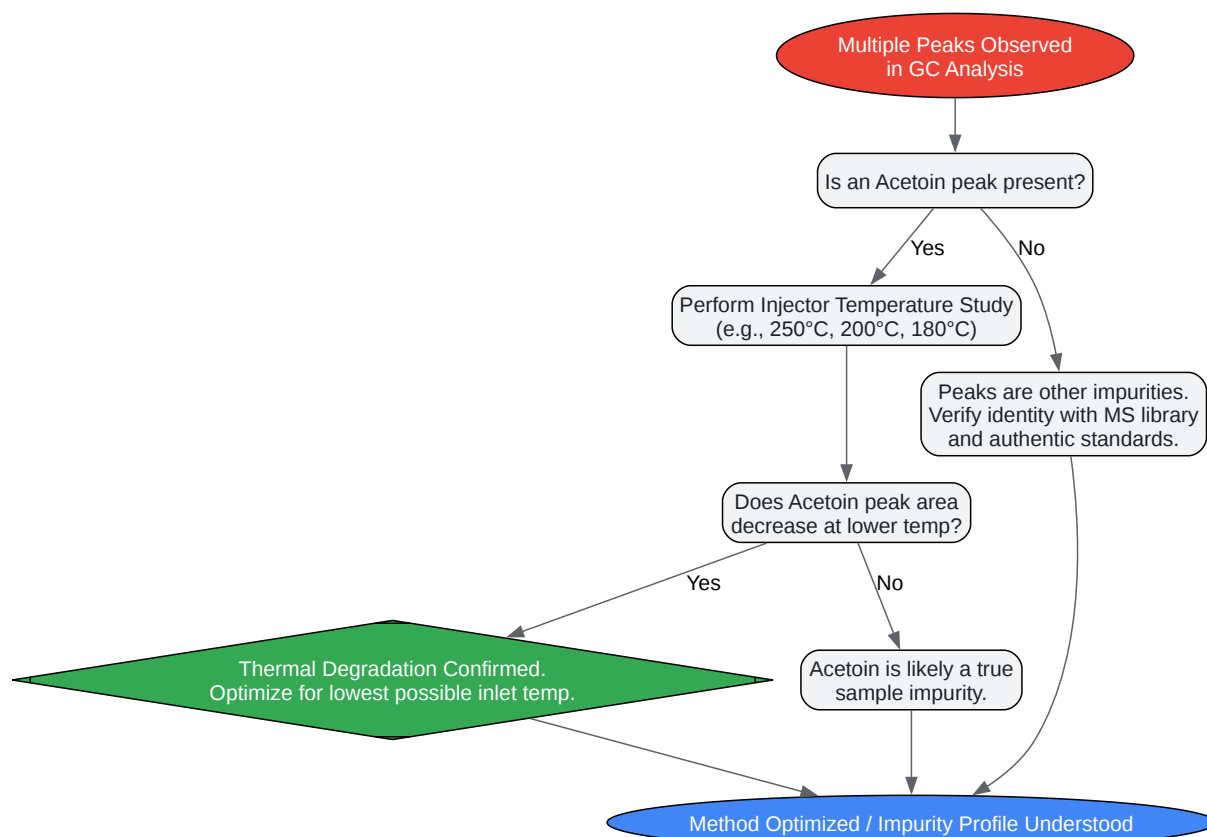 Multiple Peaks Observed
in GC Analysis
Is an Acetoin peak present?
Yes
No
Perform Injector Temperature Study
(e.g., 250°C, 200°C, 180°C)
Peaks are other impurities.
Verify identity with MS library
and authentic standards.
Does Acetoin peak area
decrease at lower temp?
Yes
No
Thermal Degradation Confirmed.
Optimize for lowest possible inlet temp.
Acetoin is likely a true
sample impurity.
Method Optimized / Impurity Profile Understood